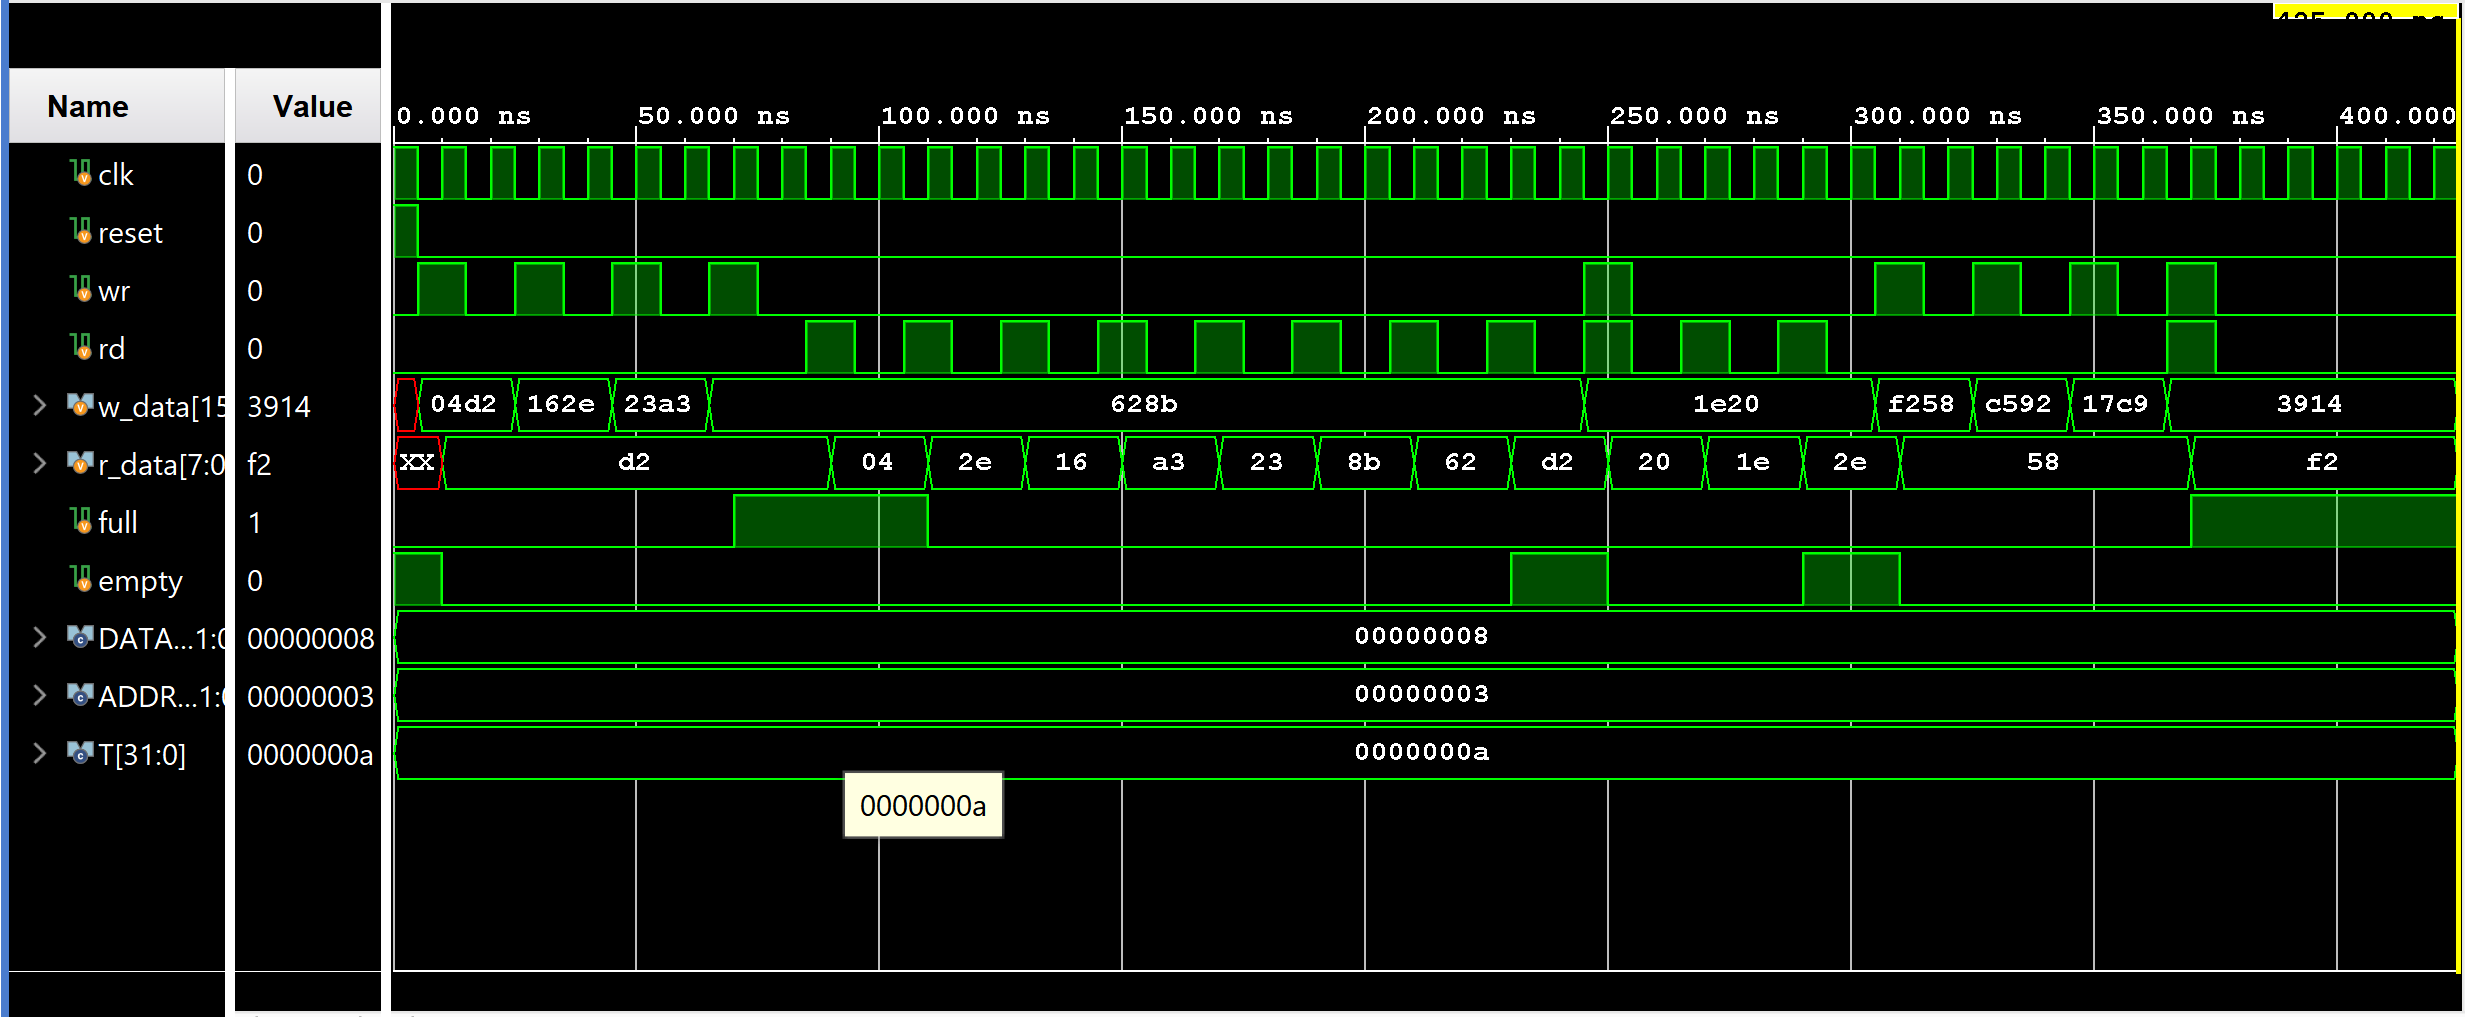 Name Value
0.000 ns 50.000 ns 100.000 ns 150.000 ns 200.000 ns 250.000 ns 300.000 ns 350.000 ns 400.000
clk 0
reset 0
wr 0
rd 0
w_data[15 3914 04d2 162e 23a3 628b 1e20 f258 c592 17c9 3914
r_data[7:0 f2 XX d2 04 2e 16 a3 23 8b 62 d2 20 1e 2e 58 f2
full 1
empty 0
DATA...1:0 00000008 00000008
ADDR...1:0 00000003 00000003
T[31:0] 0000000a 0000000a
0000000a